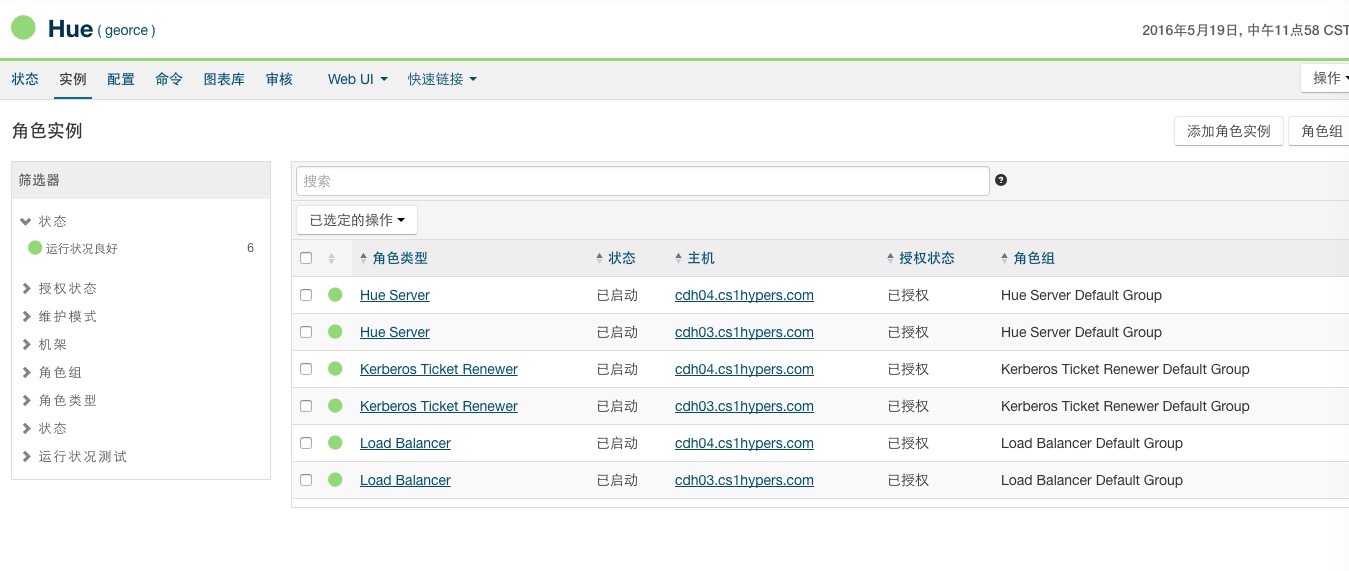 Hue ( georce )
2016年5月19日, 中午11点58 CST
状态 实例 配置 命令 图表库 审核 Web UI 快速链接 操作
角色实例
添加角色实例 角色组
筛选器
状态
运行状况良好 6
授权状态
维护模式
机架
角色组
角色类型
状态
运行状况测试
搜索
已选定的操作
角色类型 状态 主机 授权状态 角色组
Hue Server 已启动 cdh04.cs1hypers.com 已授权 Hue Server Default Group
Hue Server 已启动 cdh03.cs1hypers.com 已授权 Hue Server Default Group
Kerberos Ticket Renewer 已启动 cdh04.cs1hypers.com 已授权 Kerberos Ticket Renewer Default Group
Kerberos Ticket Renewer 已启动 cdh03.cs1hypers.com 已授权 Kerberos Ticket Renewer Default Group
Load Balancer 已启动 cdh04.cs1hypers.com 已授权 Load Balancer Default Group
Load Balancer 已启动 cdh03.cs1hypers.com 已授权 Load Balancer Default Group